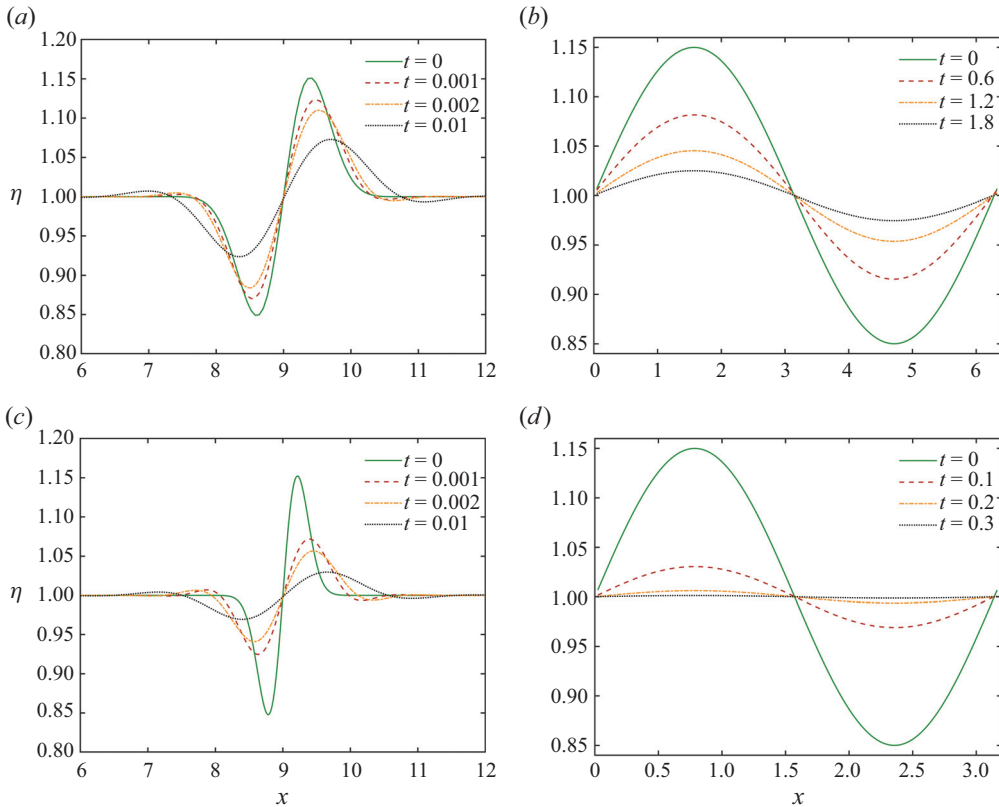 (a)
1.20
1.15
1.10
1.05
1.00
0.95
0.90
0.85
0.80
η
6 7 8 9 10 11 12
t = 0
t = 0.001
t = 0.002
t = 0.01
(b)
1.15
1.10
1.05
1.00
0.95
0.90
0.85
0 1 2 3 4 5 6
t = 0
t = 0.6
t = 1.2
t = 1.8
(c)
1.20
1.15
1.10
1.05
1.00
0.95
0.90
0.85
0.80
η
6 7 8 9 10 11 12
x
t = 0
t = 0.001
t = 0.002
t = 0.01
(d)
1.15
1.10
1.05
1.00
0.95
0.90
0.85
0 0.5 1.0 1.5 2.0 2.5 3.0
x
t = 0
t = 0.1
t = 0.2
t = 0.3